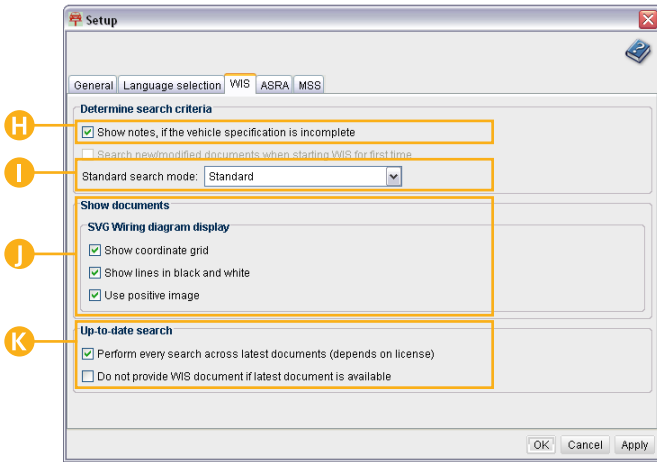 Setup
General Language selection WIS ASRA MSS
Determine search criteria
H
Show notes, if the vehicle specification is incomplete
Search new/modified documents when starting WIS for first time
I
Standard search mode: Standard
Show documents
SVG Wiring diagram display
Show coordinate grid
J
Show lines in black and white
Use positive image
Up-to-date search
K
Perform every search across latest documents (depends on license)
Do not provide WIS document if latest document is available
OK Cancel Apply